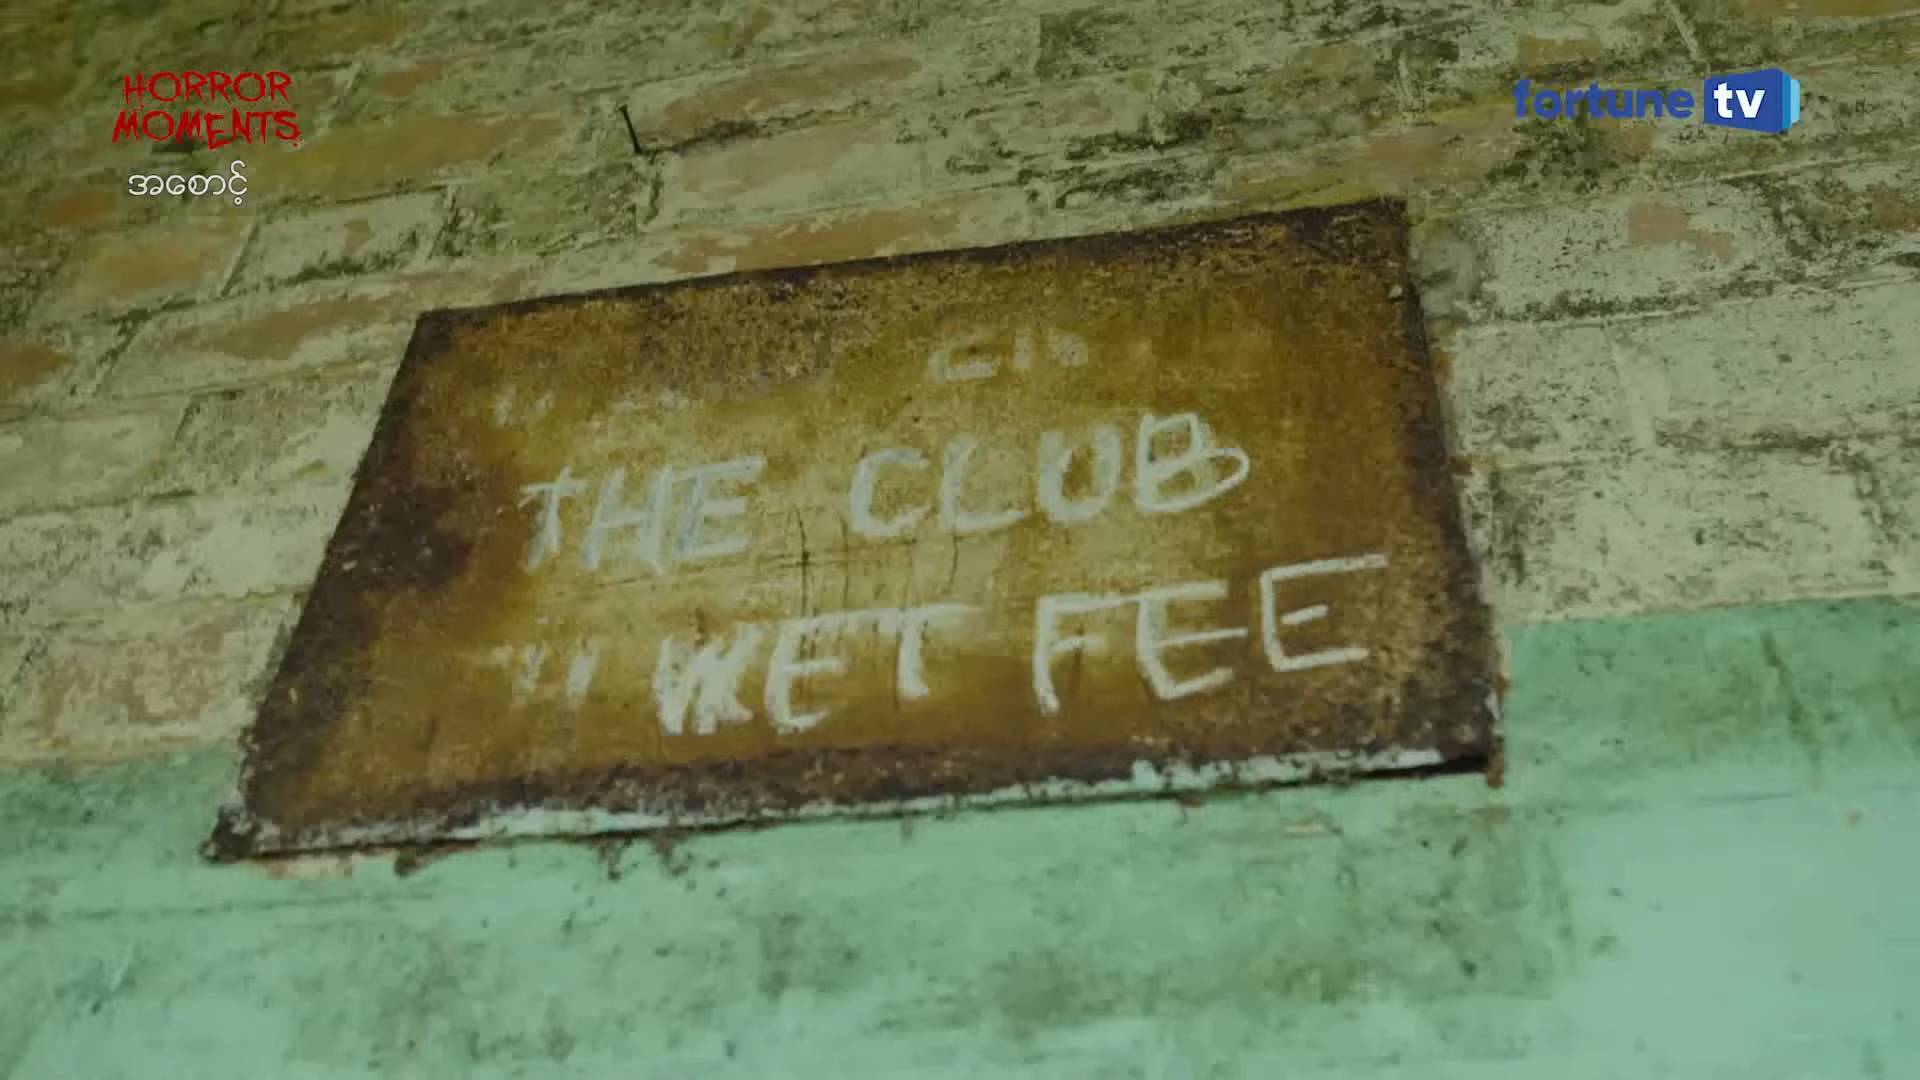 HORROR
MOMENTS
အစောင့်
fortune tv
THE CLUB
" WET FEE